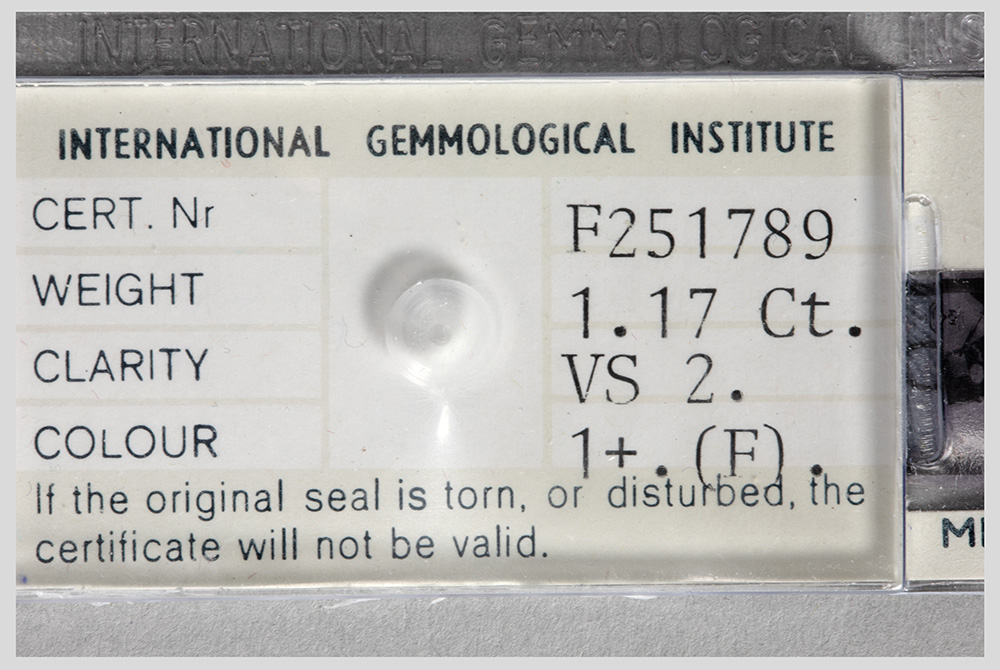 INTERNATIONAL GEMMOLOGICAL INS
INTERNATIONAL GEMMOLOGICAL INSTITUTE
CERT. Nr F251789
WEIGHT 1.17 Ct.
CLARITY VS 2.
COLOUR 1+.(F).
If the original seal is torn, or disturbed, the
certificate will not be valid.